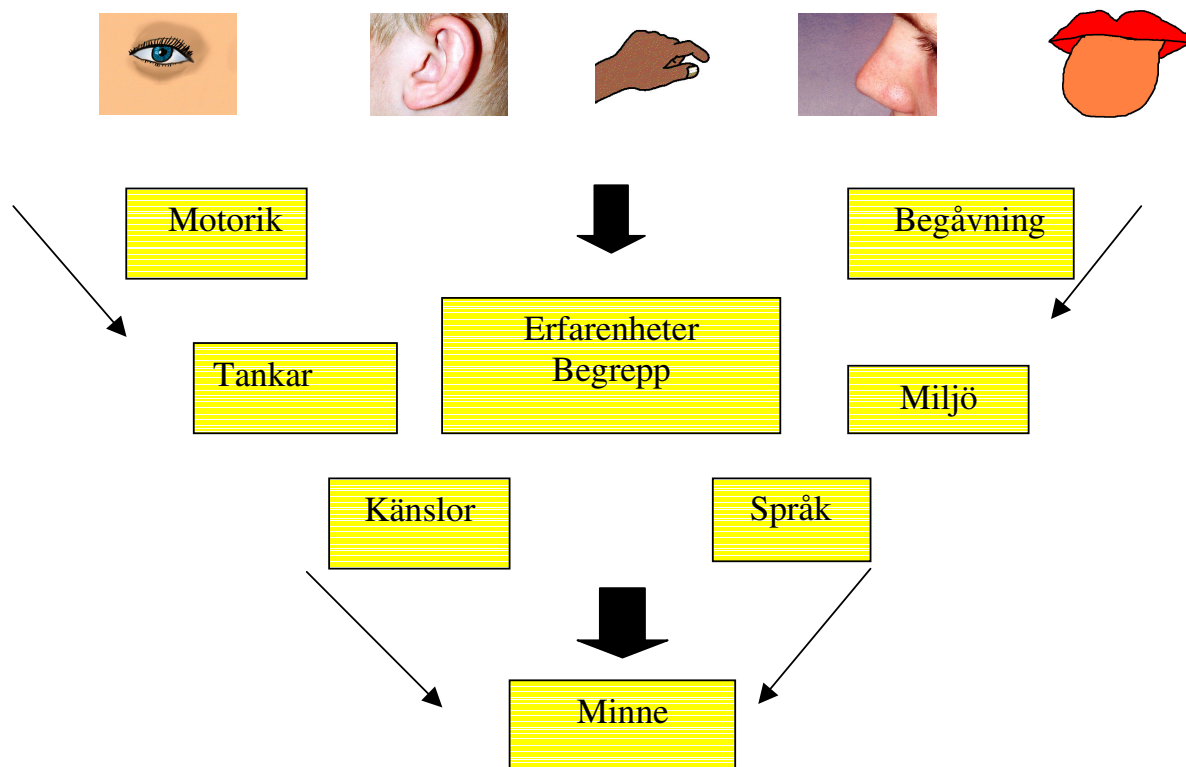 Motorik
Begåvning
Erfarenheter
Begrepp
Tankar
Miljö
Känslor
Språk
Minne